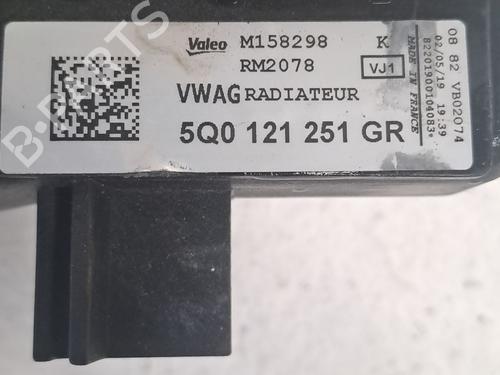 Valeo M158298 K
RM2078 VJ1
VWAG RADIATEUR
5Q0 121 251 GR
08 82 VB02074
02/05/19 19:39
82201900104083*
MADE IN FRANCE
B-PARTS